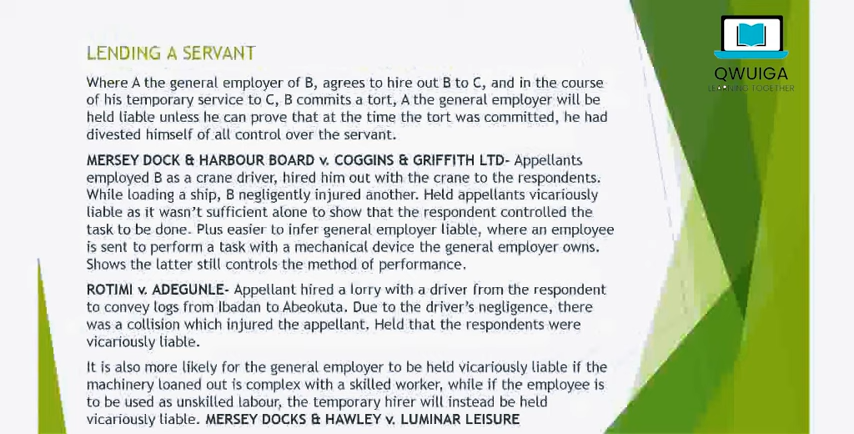 QWUIGA
LEARNING TOGETHER
LENDING A SERVANT
Where A the general employer of B, agrees to hire out B to C, and in the course
of his temporary service to C, B commits a tort, A the general employer will be
held liable unless he can prove that at the time the tort was committed, he had
divested himself of all control over the servant.
MERSEY DOCK & HARBOUR BOARD v. COGGINS & GRIFFITH LTD- Appellants
employed B as a crane driver, hired him out with the crane to the respondents.
While loading a ship, B negligently injured another. Held appellants vicariously
liable as it wasn't sufficient alone to show that the respondent controlled the
task to be done. Plus easier to infer general employer liable, where an employee
is sent to perform a task with a mechanical device the general employer owns.
Shows the latter still controls the method of performance.
ROTIMI v. ADEGUNLE- Appellant hired a lorry with a driver from the respondent
to convey logs from Ibadan to Abeokuta. Due to the driver's negligence, there
was a collision which injured the appellant. Held that the respondents were
vicariously liable.
It is also more likely for the general employer to be held vicariously liable if the
machinery loaned out is complex with a skilled worker, while if the employee is
to be used as unskilled labour, the temporary hirer will instead be held
vicariously liable. MERSEY DOCKS & HAWLEY v. LUMINAR LEISURE